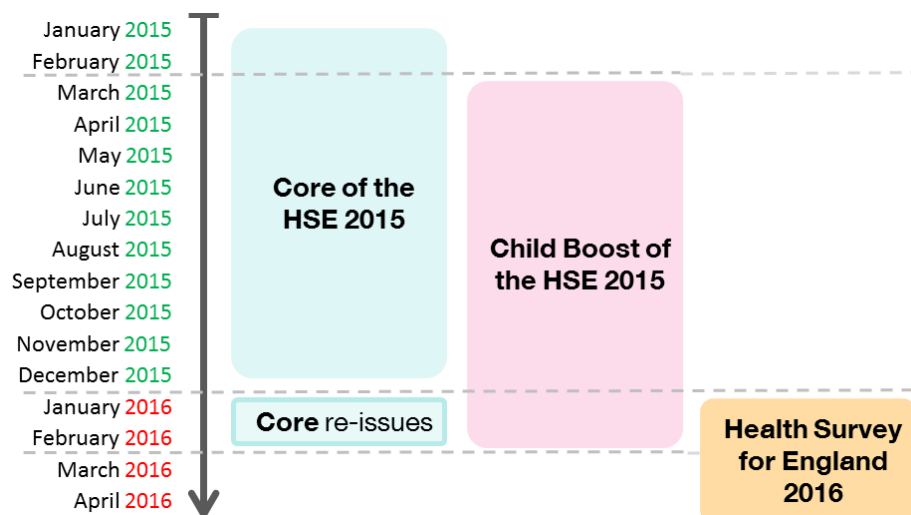 January 2015
February 2015
March 2015
April 2015
May 2015
June 2015
July 2015
August 2015
September 2015
October 2015
November 2015
December 2015
January 2016
February 2016
March 2016
April 2016
Core of the
HSE 2015
Core re-issues
Child Boost of
the HSE 2015
Health Survey
for England
2016